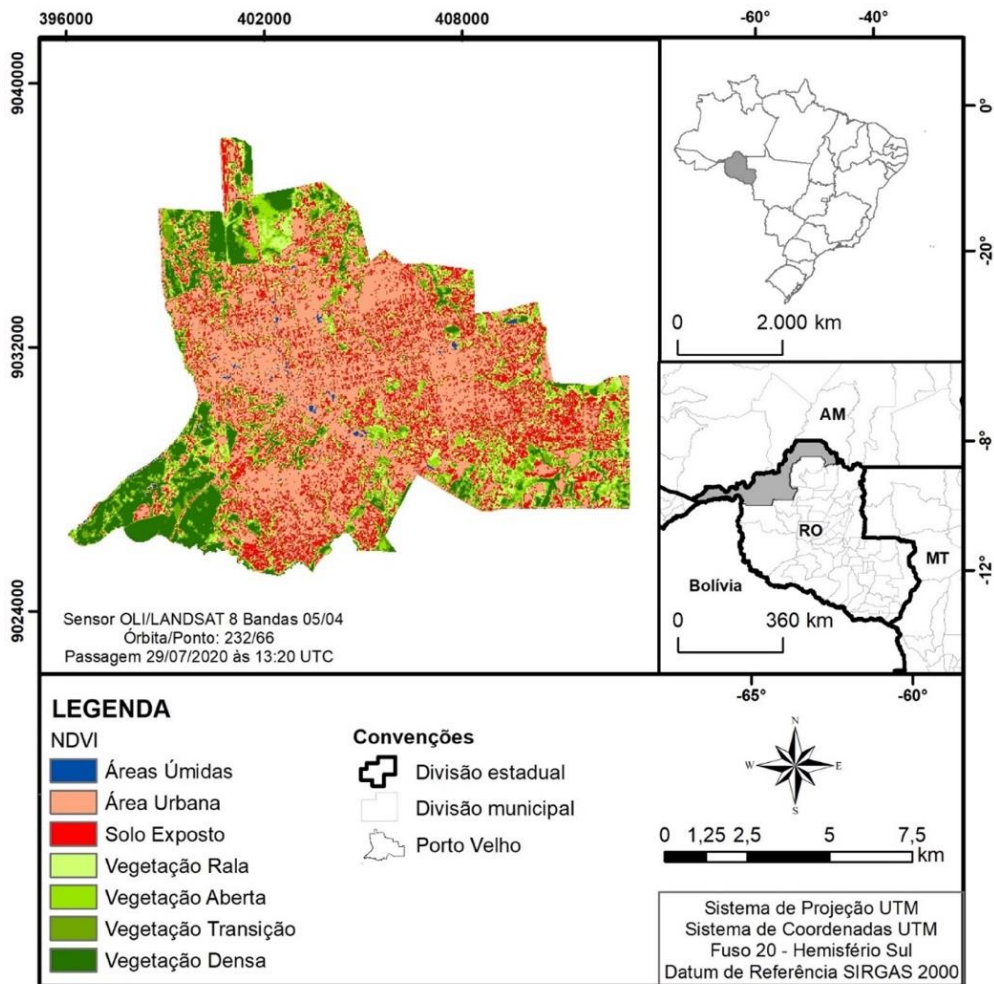 396000 402000 408000
-60° -40°
9040000
9032000
9024000
0°
-20°
0 2.000 km
AM
RO
MT
Bolívia
-8°
-12°
0 360 km
-65° -60°
Sensor OLI/LANDSAT 8 Bandas 05/04
Órbita/Ponto: 232/66
Passagem 29/07/2020 às 13:20 UTC
LEGENDA
NDVI
Áreas Úmidas
Área Urbana
Solo Exposto
Vegetação Rala
Vegetação Aberta
Vegetação Transição
Vegetação Densa
Convenções
Divisão estadual
Divisão municipal
Porto Velho
N
W E
S
0 1,25 2,5 5 7,5
km
Sistema de Projeção UTM
Sistema de Coordenadas UTM
Fuso 20 - Hemisfério Sul
Datum de Referência SIRGAS 2000